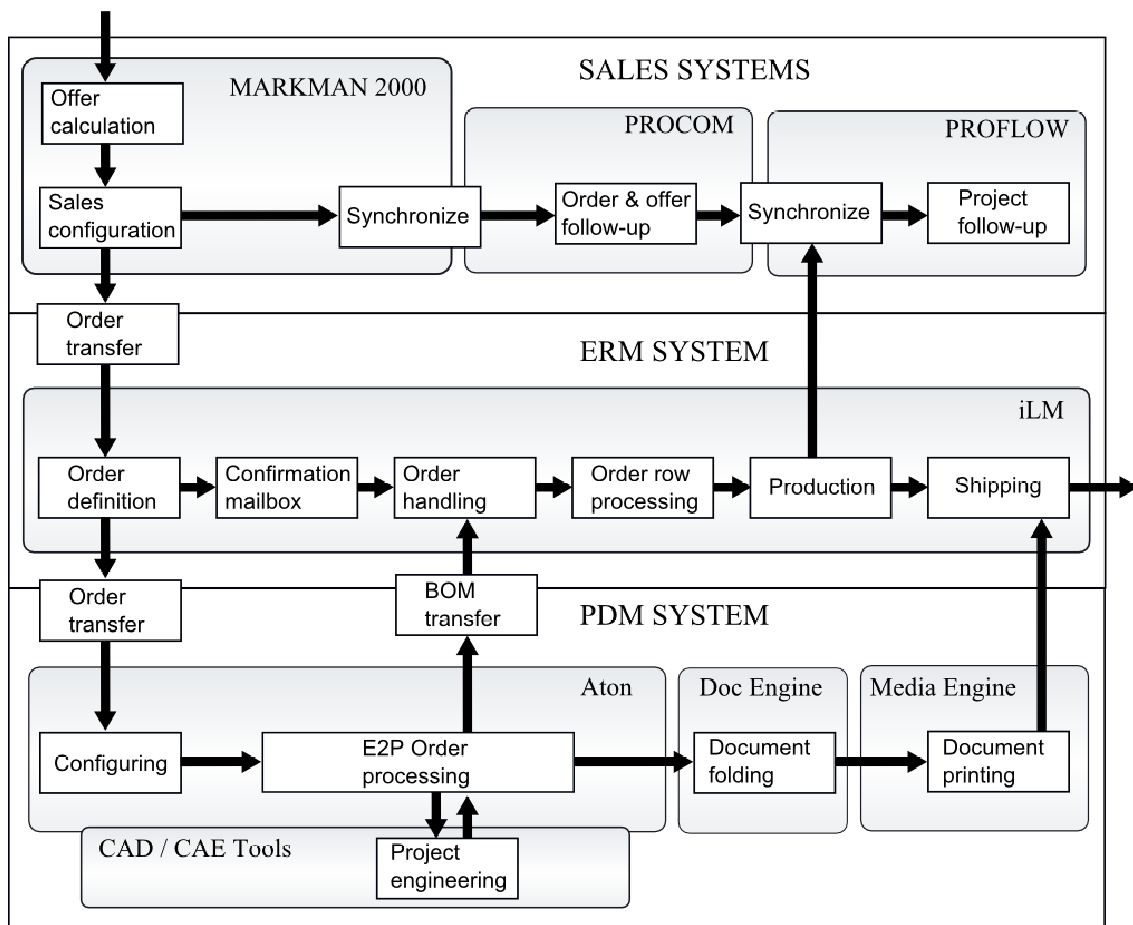 SALES SYSTEMS
MARKMAN 2000
Offer
calculation
PROCOM
PROFLOW
Sales
configuration
Synchronize
Order & offer
follow-up
Synchronize
Project
follow-up
Order
transfer
ERM SYSTEM
iLM
Order
definition
Confirmation
mailbox
Order
handling
Order row
processing
Production
Shipping
Order
transfer
BOM
transfer
PDM SYSTEM
Aton
Doc Engine
Media Engine
Configuring
E2P Order
processing
Document
folding
Document
printing
CAD / CAE Tools
Project
engineering